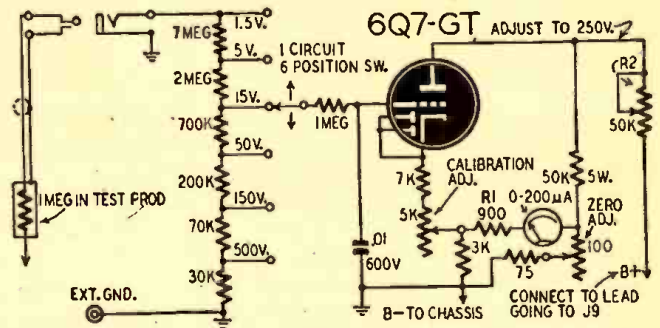 6Q7-GT
ADJUST TO 250V.
1.5V.
7MEG
5V.
1 CIRCUIT
6 POSITION SW.
2MEG
15V.
1MEG
700K
50V.
200K
150V.
70K
500V.
30K
1 MEG IN TEST PROD
EXT. GND.
.01
600V
7K
CALIBRATION
ADJ.
5K
R1
900
0-200µA
3K
75
50K
5W.
ZERO
ADJ.
100
R2
50K
B+
B- TO CHASSIS
CONNECT TO LEAD
GOING TO J9